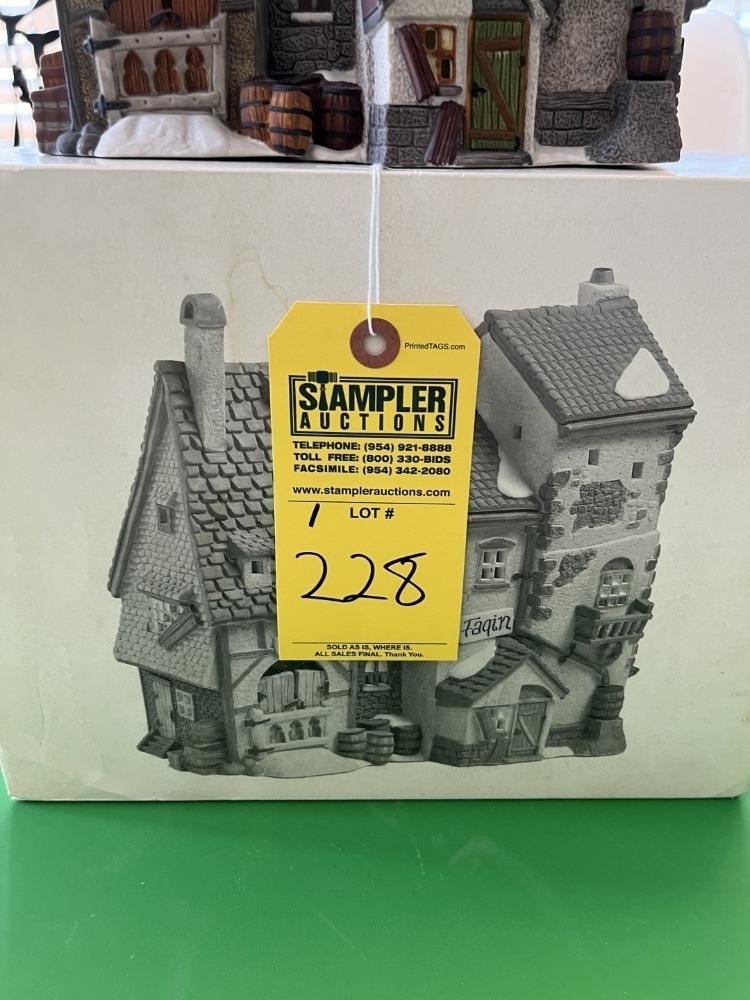 PrintedTAGS.com
STAMPLER
AUCTIONS
TELEPHONE: (954) 921-8888
TOLL FREE: (800) 330-BIDS
FACSIMILE: (954) 342-2080
www.stamplerauctions.com
1 LOT #
228
SOLD AS IS, WHERE IS.
ALL SALES FINAL. Thank You.
Fagin